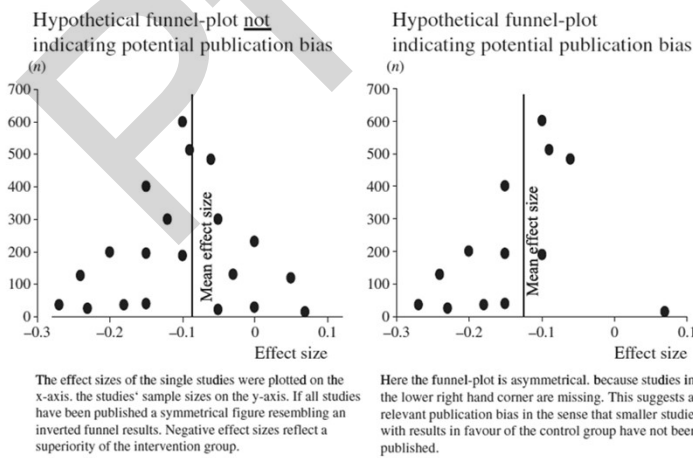 Hypothetical funnel-plot not
indicating potential publication bias
(n)
700
600
500
400
300
200
100
0
Mean effect size
−0.3 −0.2 −0.1 0 0.1
Effect size
The effect sizes of the single studies were plotted on the
x-axis. the studies‘ sample sizes on the y-axis. If all studies
have been published a symmetrical figure resembling an
inverted funnel results. Negative effect sizes reflect a
superiority of the intervention group.
Hypothetical funnel-plot
indicating potential publication bias
(n)
700
600
500
400
300
200
100
0
Mean effect size
−0.3 −0.2 −0.1 0 0.1
Effect size
Here the funnel-plot is asymmetrical. because studies in
the lower right hand corner are missing. This suggests a
relevant publication bias in the sense that smaller studies
with results in favour of the control group have not been
published.